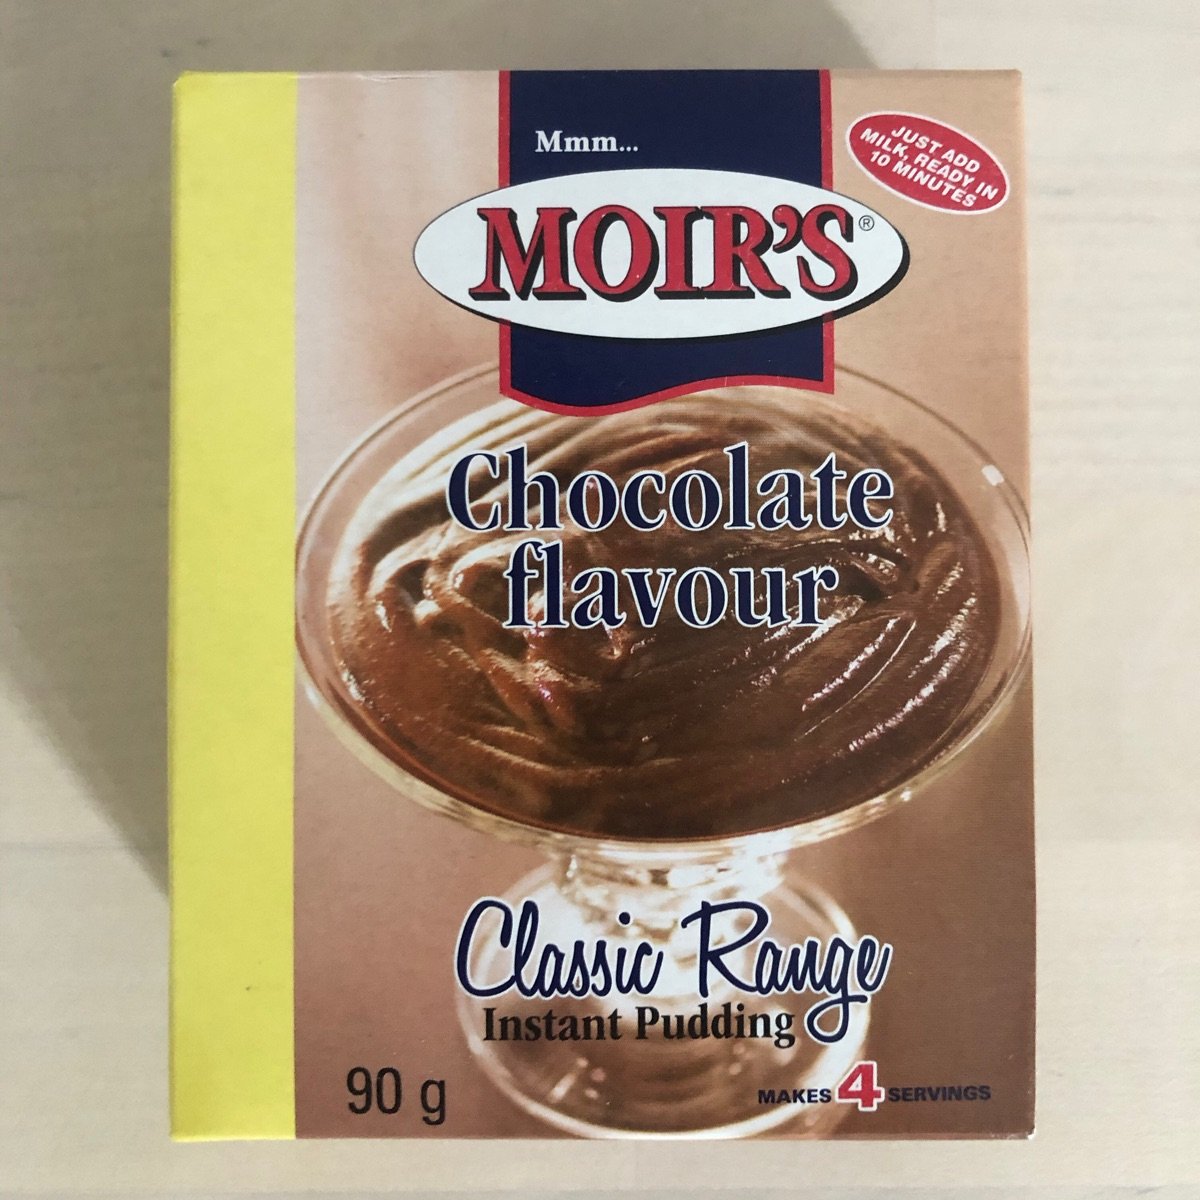 Mmm...
MOIR'S®
JUST ADD
MILK, READY IN
10 MINUTES
Chocolate
flavour
Classic Range
Instant Pudding
90 g
MAKES 4 SERVINGS